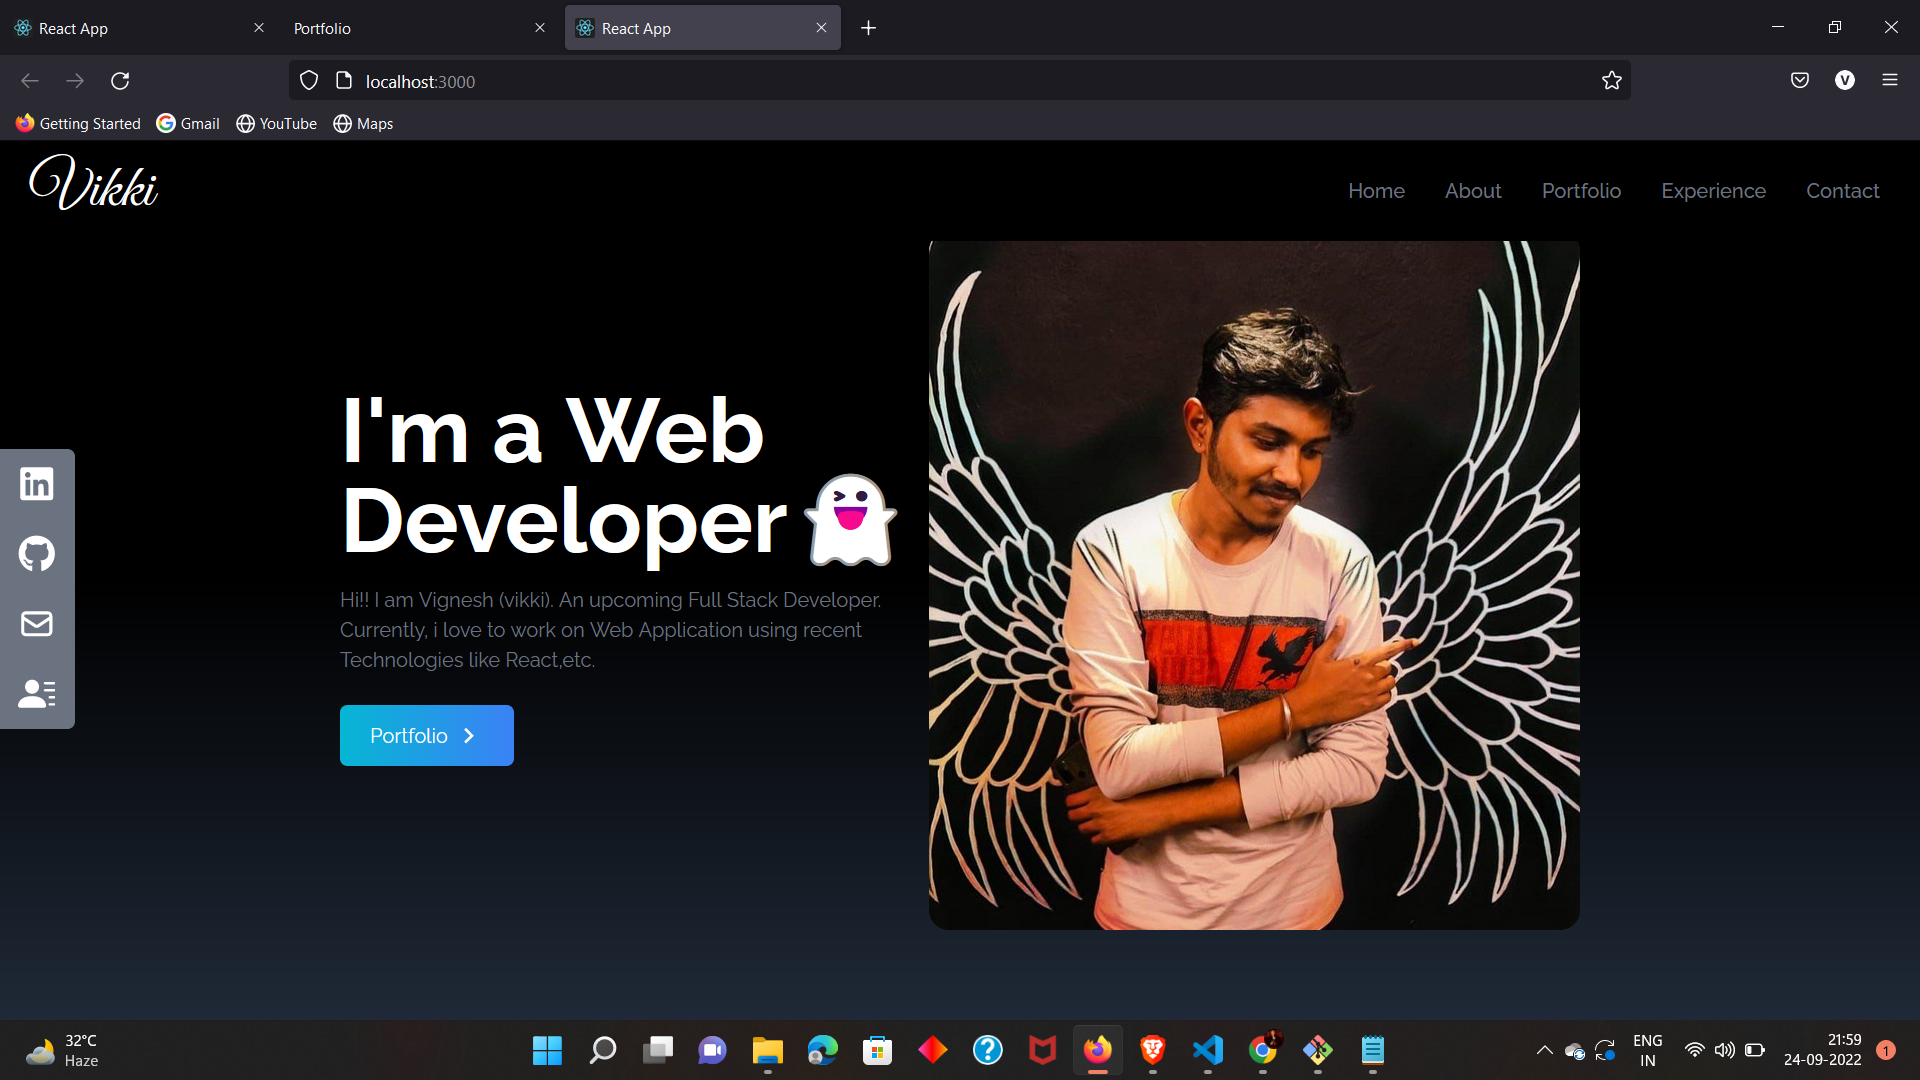 React App
Portfolio
React App
localhost:3000
V
Getting Started
Gmail
YouTube
Maps
Vikki
Home
About
Portfolio
Experience
Contact
I'm a Web
Developer
Hi!! I am Vignesh (vikki). An upcoming Full Stack Developer.
Currently, i love to work on Web Application using recent
Technologies like React,etc.
Portfolio
in
32°C
Haze
ENG
IN
21:59
24-09-2022
1